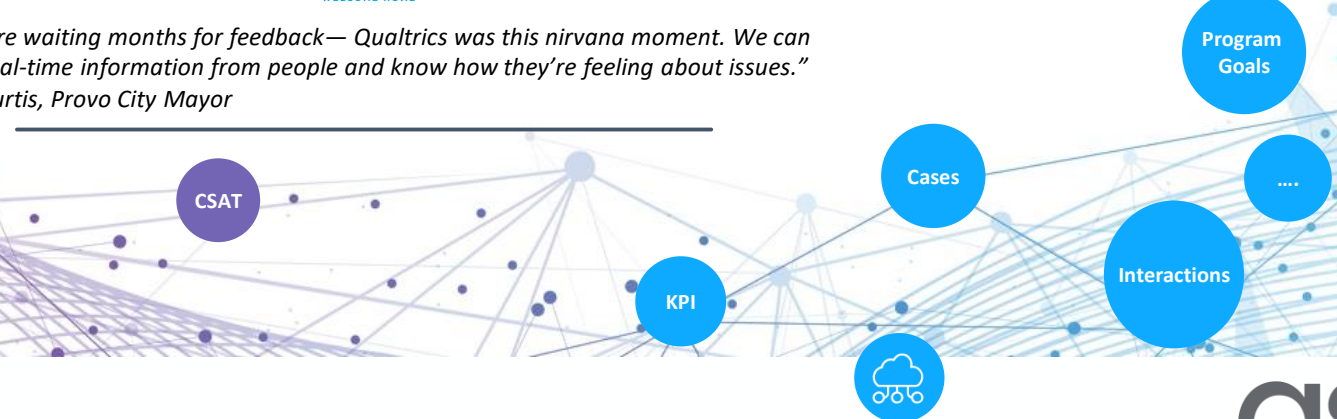 re waiting months for feedback— Qualtrics was this nirvana moment. We can
al-time information from people and know how they're feeling about issues."
urtis, Provo City Mayor
Program
Goals
CSAT
Cases
....
Interactions
KPI